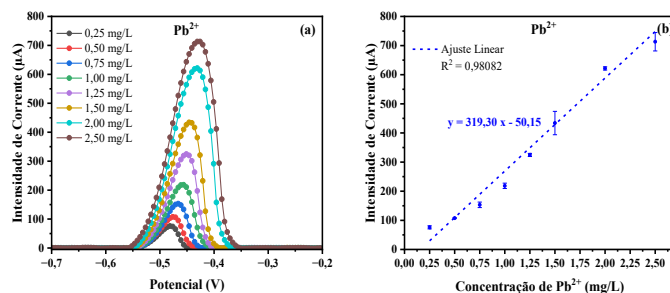 Pb²⁺
(a)
Intensidade de Corrente (µA)
800
700
600
500
400
300
200
100
0
0,25 mg/L
0,50 mg/L
0,75 mg/L
1,00 mg/L
1,25 mg/L
1,50 mg/L
2,00 mg/L
2,50 mg/L
−0,7 −0,6 −0,5 −0,4 −0,3 −0,2
Potencial (V)
Pb²⁺
(b)
Intensidade de Corrente (µA)
800
700
600
500
400
300
200
100
0
Ajuste Linear
R² = 0,98082
y = 319,30 x - 50,15
0,00 0,25 0,50 0,75 1,00 1,25 1,50 1,75 2,00 2,25 2,50
Concentração de Pb²⁺ (mg/L)